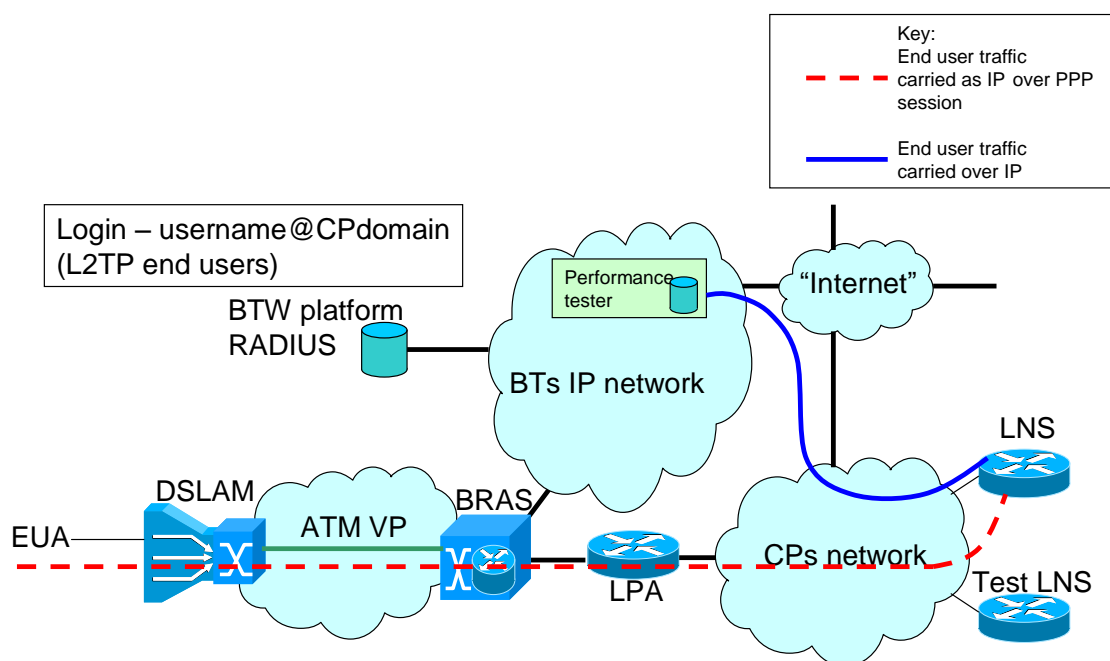 Key:
End user traffic
carried as IP over PPP
session
End user traffic
carried over IP
Login – username@CPdomain
(L2TP end users)
Performance
tester
“Internet”
BTW platform
RADIUS
BTs IP network
LNS
DSLAM
BRAS
ATM VP
EUA
CPs network
LPA
Test LNS